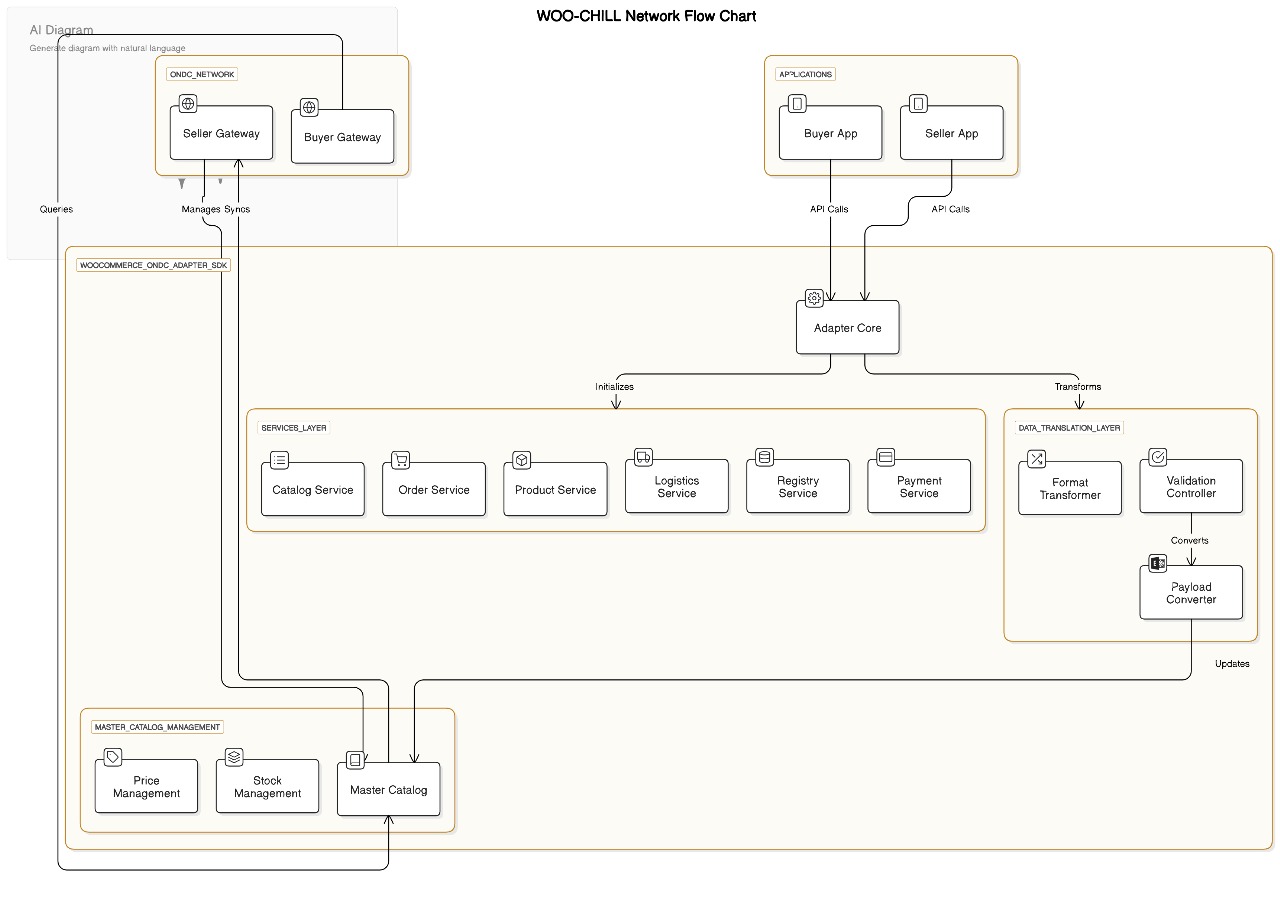 WOO-CHILL Network Flow Chart
AI Diagram
Generate diagram with natural language
ONDC_NETWORK
Seller Gateway
Buyer Gateway
APPLICATIONS
Buyer App
Seller App
Queries
Manages
Syncs
API Calls
API Calls
WOOCOMMERCE_ONDC_ADAPTER_SDK
Adapter Core
Initializes
Transforms
SERVICES_LAYER
Catalog Service
Order Service
Product Service
Logistics
Service
Registry
Service
Payment
Service
DATA_TRANSLATION_LAYER
Format
Transformer
Validation
Controller
Converts
Payload
Converter
Updates
MASTER_CATALOG_MANAGEMENT
Price
Management
Stock
Management
Master Catalog